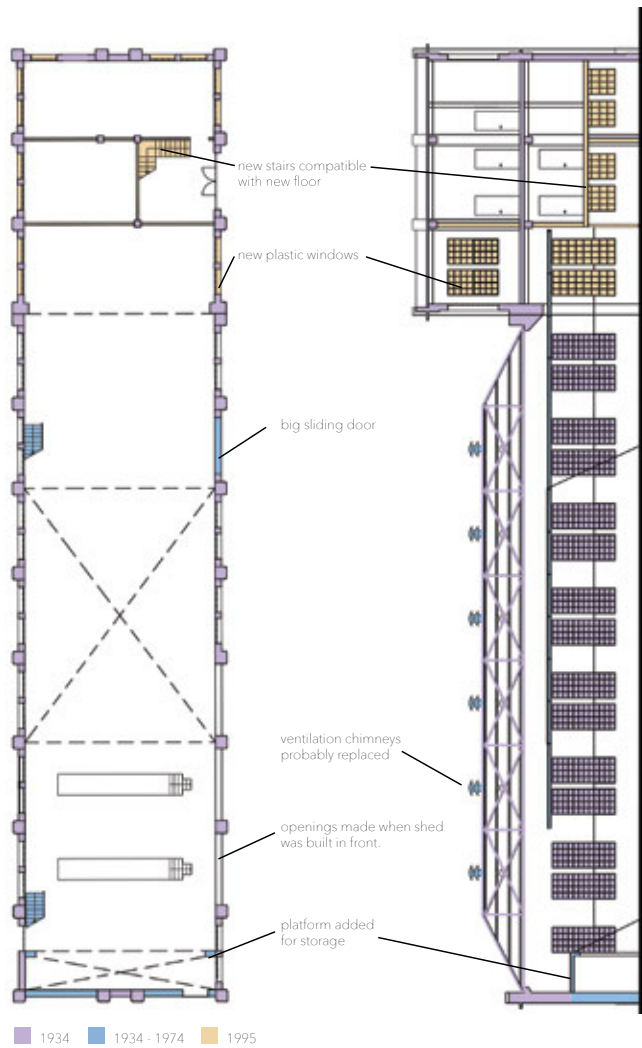 new stairs compatible
with new floor
new plastic windows
big sliding door
ventilation chimneys
probably replaced
openings made when shed
was built in front.
platform added
for storage
1934
1934 - 1974
1995